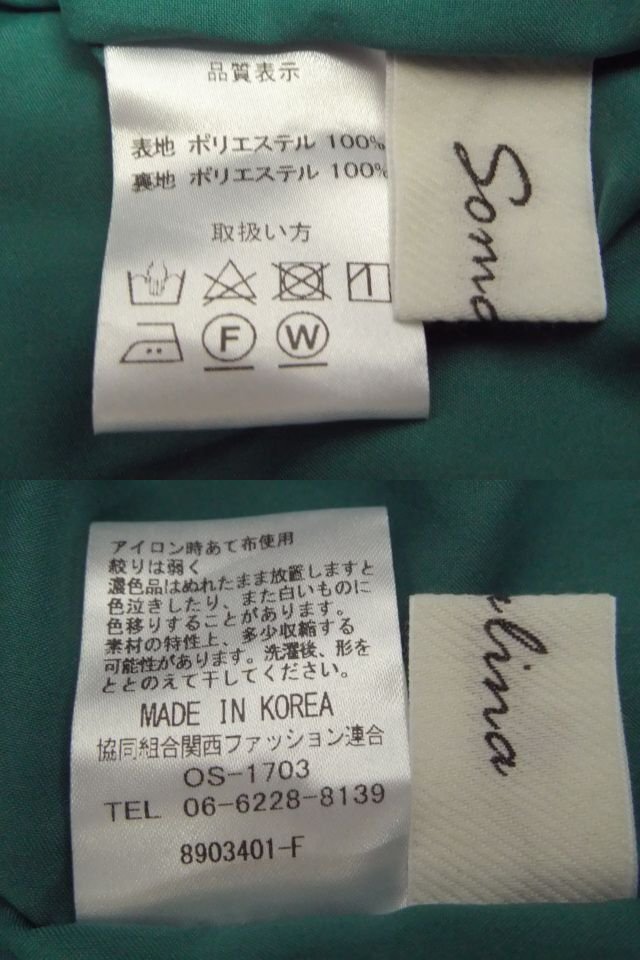 品質表示
表地 ポリエステル 100%
裏地 ポリエステル 100%
取扱い方
F W
Soma
アイロン時あて布使用
絞りは弱く
濃色品はぬれたまま放置しますと
色泣きしたり、また白いものに
色移りすることがあります。
素材の特性上、多少収縮する
可能性があります。洗濯後、形を
ととのえて干してください。
MADE IN KOREA
協同組合関西ファッション連合
OS-1703
TEL 06-6228-8139
8903401-F
lina